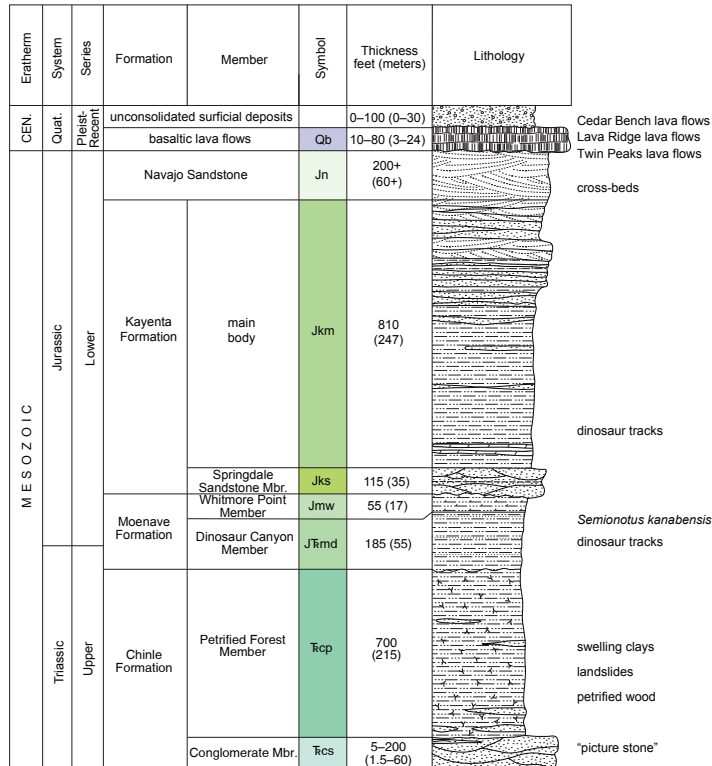 Eratherm
System
Series
Formation
Member
Symbol
Thickness
feet (meters)
Lithology
CEN.
Quat.
Pleist-
Recent
unconsolidated surficial deposits
0–100 (0–30)
basaltic lava flows
Qb
10–80 (3–24)
Cedar Bench lava flows
Lava Ridge lava flows
Twin Peaks lava flows
MESOZOIC
Jurassic
Lower
Navajo Sandstone
Jn
200+
(60+)
cross-beds
Kayenta
Formation
main
body
Jkm
810
(247)
dinosaur tracks
Springdale
Sandstone Mbr.
Jks
115 (35)
Moenave
Formation
Whitmore Point
Member
Jmw
55 (17)
Semionotus kanabensis
Dinosaur Canyon
Member
JTRmd
185 (55)
dinosaur tracks
Triassic
Upper
Chinle
Formation
Petrified Forest
Member
TRcp
700
(215)
swelling clays
landslides
petrified wood
Conglomerate Mbr.
TRcs
5–200
(1.5–60)
“picture stone”